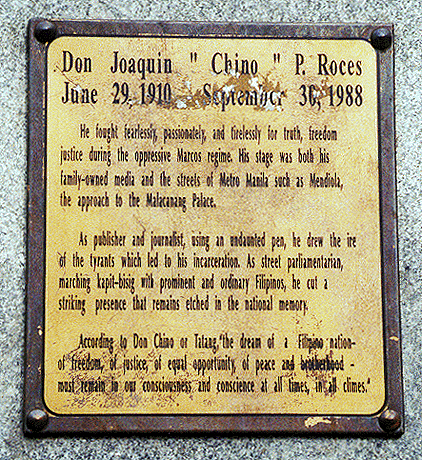 Don Joaquin " Chino " P. Roces
June 29, 1910 September 30, 1988
He fought fearlessly, passionately, and tirelessly for truth, freedom
justice during the oppressive Marcos regime. His stage was both his
family-owned media and the streets of Metro Manila such as Mendiola,
the approach to the Malacanang Palace.
As publisher and journalist, using an undaunted pen, he drew the ire
of the tyrants which led to his incarceration. As street parliamentarian,
marching kapit-bisig with prominent and ordinary Filipinos, he cut a
striking presence that remains etched in the national memory.
According to Don Chino or Tatang,"the dream of a Filipino nation-
of freedom, of justice, of equal opportunity, of peace and brotherhood -
must remain in our consciousness and conscience at all times, in all climes."